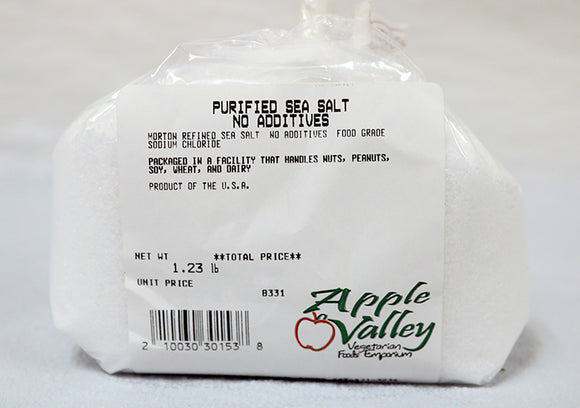 PURIFIED SEA SALT
NO ADDITIVES
MORTON REFINED SEA SALT NO ADDITIVES FOOD GRADE
SODIUM CHLORIDE
PACKAGED IN A FACILITY THAT HANDLES NUTS, PEANUTS,
SOY, WHEAT, AND DAIRY
PRODUCT OF THE U.S.A.
NET WT **TOTAL PRICE**
1.23 lb
UNIT PRICE
8331
2 10030 30153 8
Apple
Valley
Vegetarian
Foods Emporium